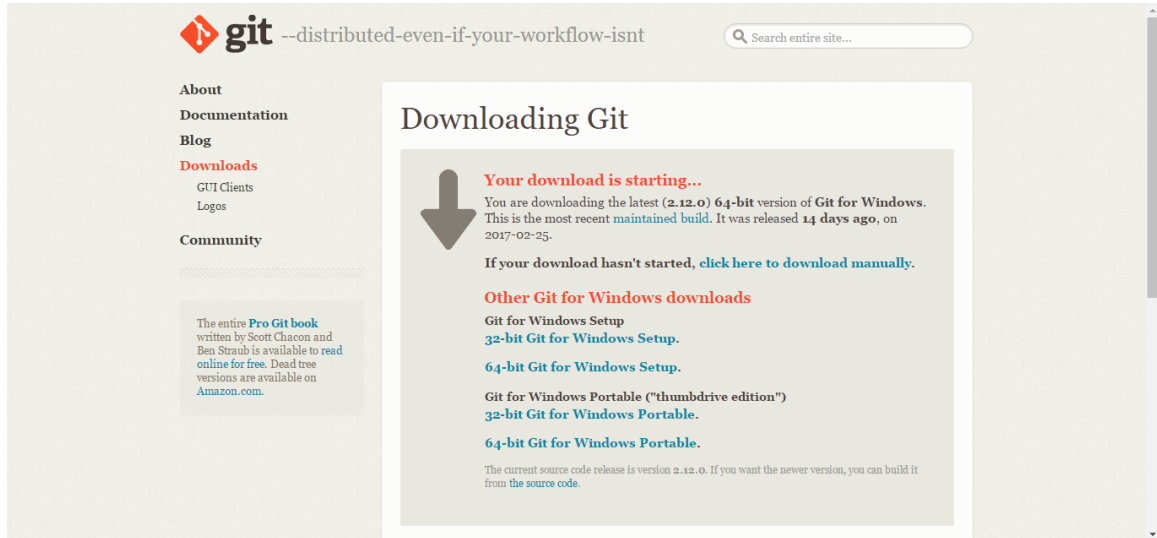 git --distributed-even-if-your-workflow-isnt
Search entire site...
About
Documentation
Blog
Downloads
GUI Clients
Logos
Community
The entire Pro Git book
written by Scott Chacon and
Ben Straub is available to read
online for free. Dead tree
versions are available on
Amazon.com.
Downloading Git
Your download is starting...
You are downloading the latest (2.12.0) 64-bit version of Git for Windows.
This is the most recent maintained build. It was released 14 days ago, on
2017-02-25.
If your download hasn't started, click here to download manually.
Other Git for Windows downloads
Git for Windows Setup
32-bit Git for Windows Setup.
64-bit Git for Windows Setup.
Git for Windows Portable ("thumbdrive edition")
32-bit Git for Windows Portable.
64-bit Git for Windows Portable.
The current source code release is version 2.12.0. If you want the newer version, you can build it
from the source code.